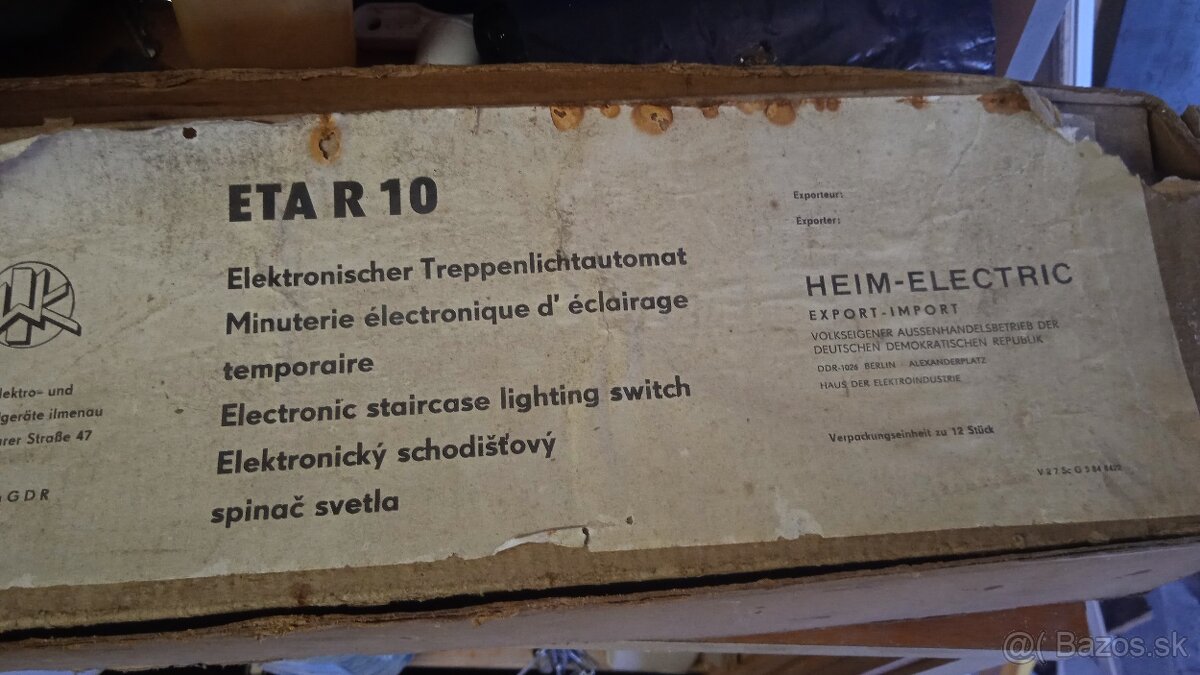 ETA R 10
Elektronischer Treppenlichtautomat
Minuterie électronique d' éclairage
temporaire
Electronic staircase lighting switch
Elektronický schodišťový
spinač svetla
lektro- und
geräte ilmenau
rer Straße 47
GDR
Exporteur:
Exporter:
HEIM-ELECTRIC
EXPORT-IMPORT
VOLKSEIGENER AUSSENHANDELSBETRIEB DER
DEUTSCHEN DEMOKRATISCHEN REPUBLIK
DDR-1026 BERLIN · ALEXANDERPLATZ
HAUS DER ELEKTROINDUSTRIE
Verpackungseinheit zu 12 Stück
Bazos.sk